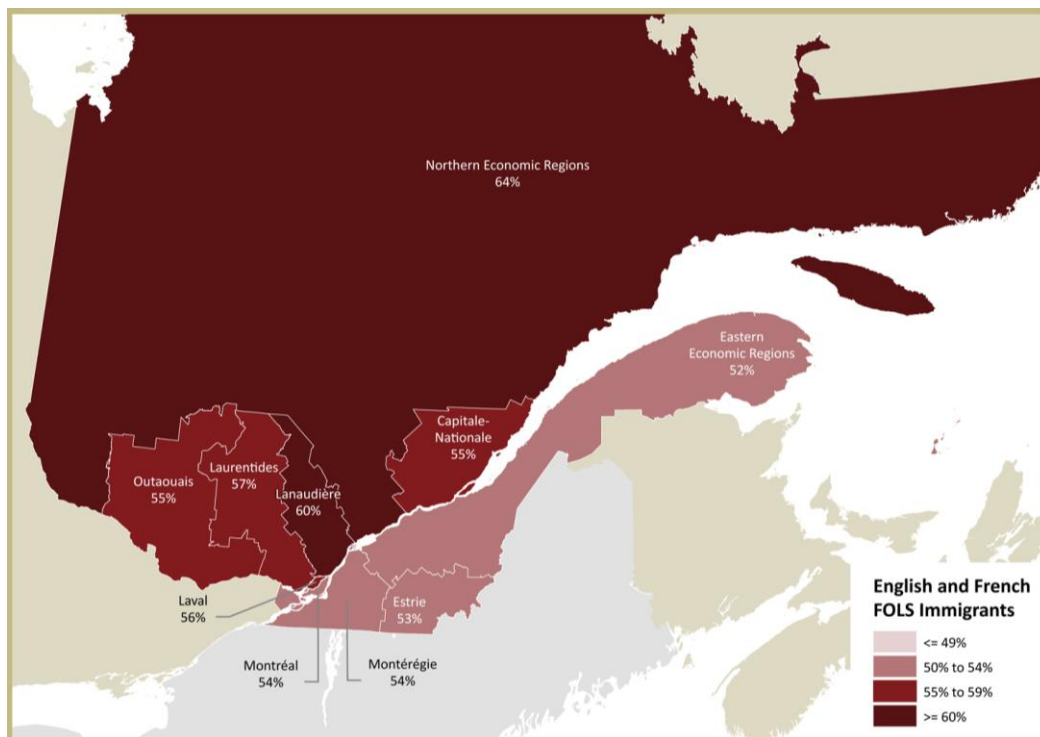 Northern Economic Regions
64%
Eastern
Economic Regions
52%
Capitale-
Nationale
55%
Laurentides
57%
Outaouais
55%
Lanaudière
60%
Laval
56%
Estrie
53%
Montréal
54%
Montérégie
54%
English and French
FOLS Immigrants
<= 49%
50% to 54%
55% to 59%
>= 60%